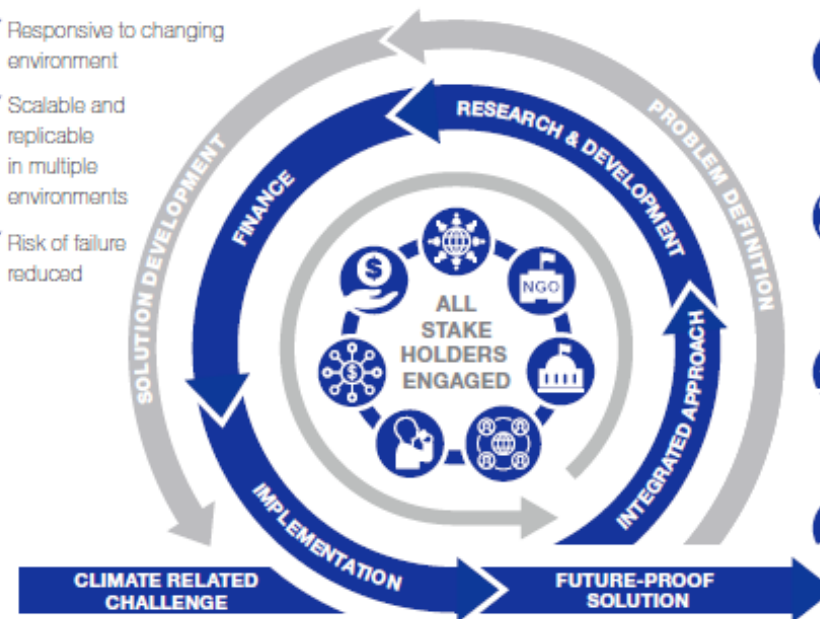 Responsive to changing
environment
Scalable and
replicable
in multiple
environments
Risk of failure
reduced
SOLUTION DEVELOPMENT
PROBLEM DEFINITION
RESEARCH & DEVELOPMENT
FINANCE
INTEGRATED APPROACH
IMPLEMENTATION
NGO
$
$
ALL
STAKE
HOLDERS
ENGAGED
CLIMATE RELATED
CHALLENGE
FUTURE-PROOF
SOLUTION